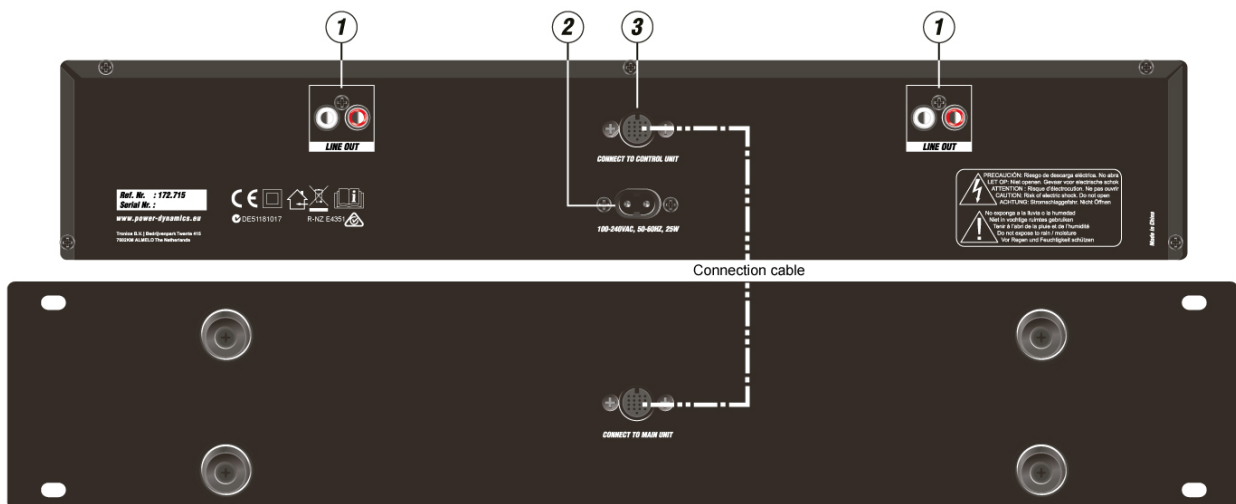 1
2
3
1
LINE OUT
CONNECT TO CONTROL UNIT
LINE OUT
Ref. Nr. : 172.715
Serial Nr. :
www.power-dynamics.eu
Tronios B.V. | Bedrijvenpark Twente 415
7602KM ALMELO The Netherlands
CE
DE51181017
R-NZ E4351
100-240VAC, 50-60HZ, 25W
PRECAUCIÓN: Riesgo de descarga eléctrica. No abra
LET OP: Niet openen. Gevaar voor electrische schok
ATTENTION : Risque d'électrocution. Ne pas ouvrir
CAUTION: Risk of electric shock. Do not open
ACHTUNG: Stromschlaggefahr. Nicht Öffnen
No exponga a la lluvia o la humedad
Niet in vochtige ruimtes gebruiken
Tenir à l'abri de la pluie et de l'humidité
Do not expose to rain / moisture
Vor Regen und Feuchtigkeit schützen
Made in China
Connection cable
CONNECT TO MAIN UNIT